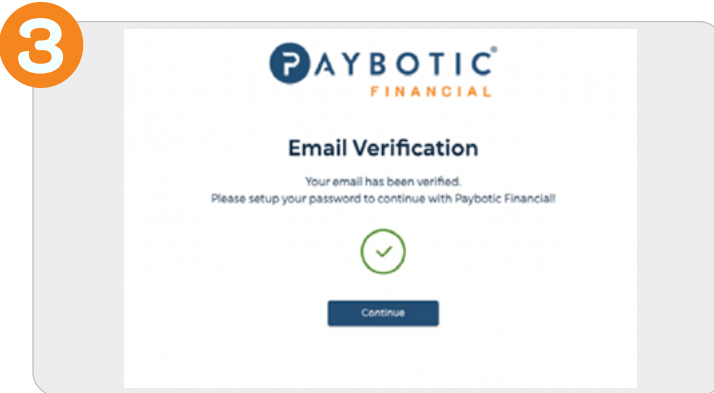 3
PAYBOTIC®
FINANCIAL
Email Verification
Your email has been verified.
Please setup your password to continue with Paybotic Financial!
Continue